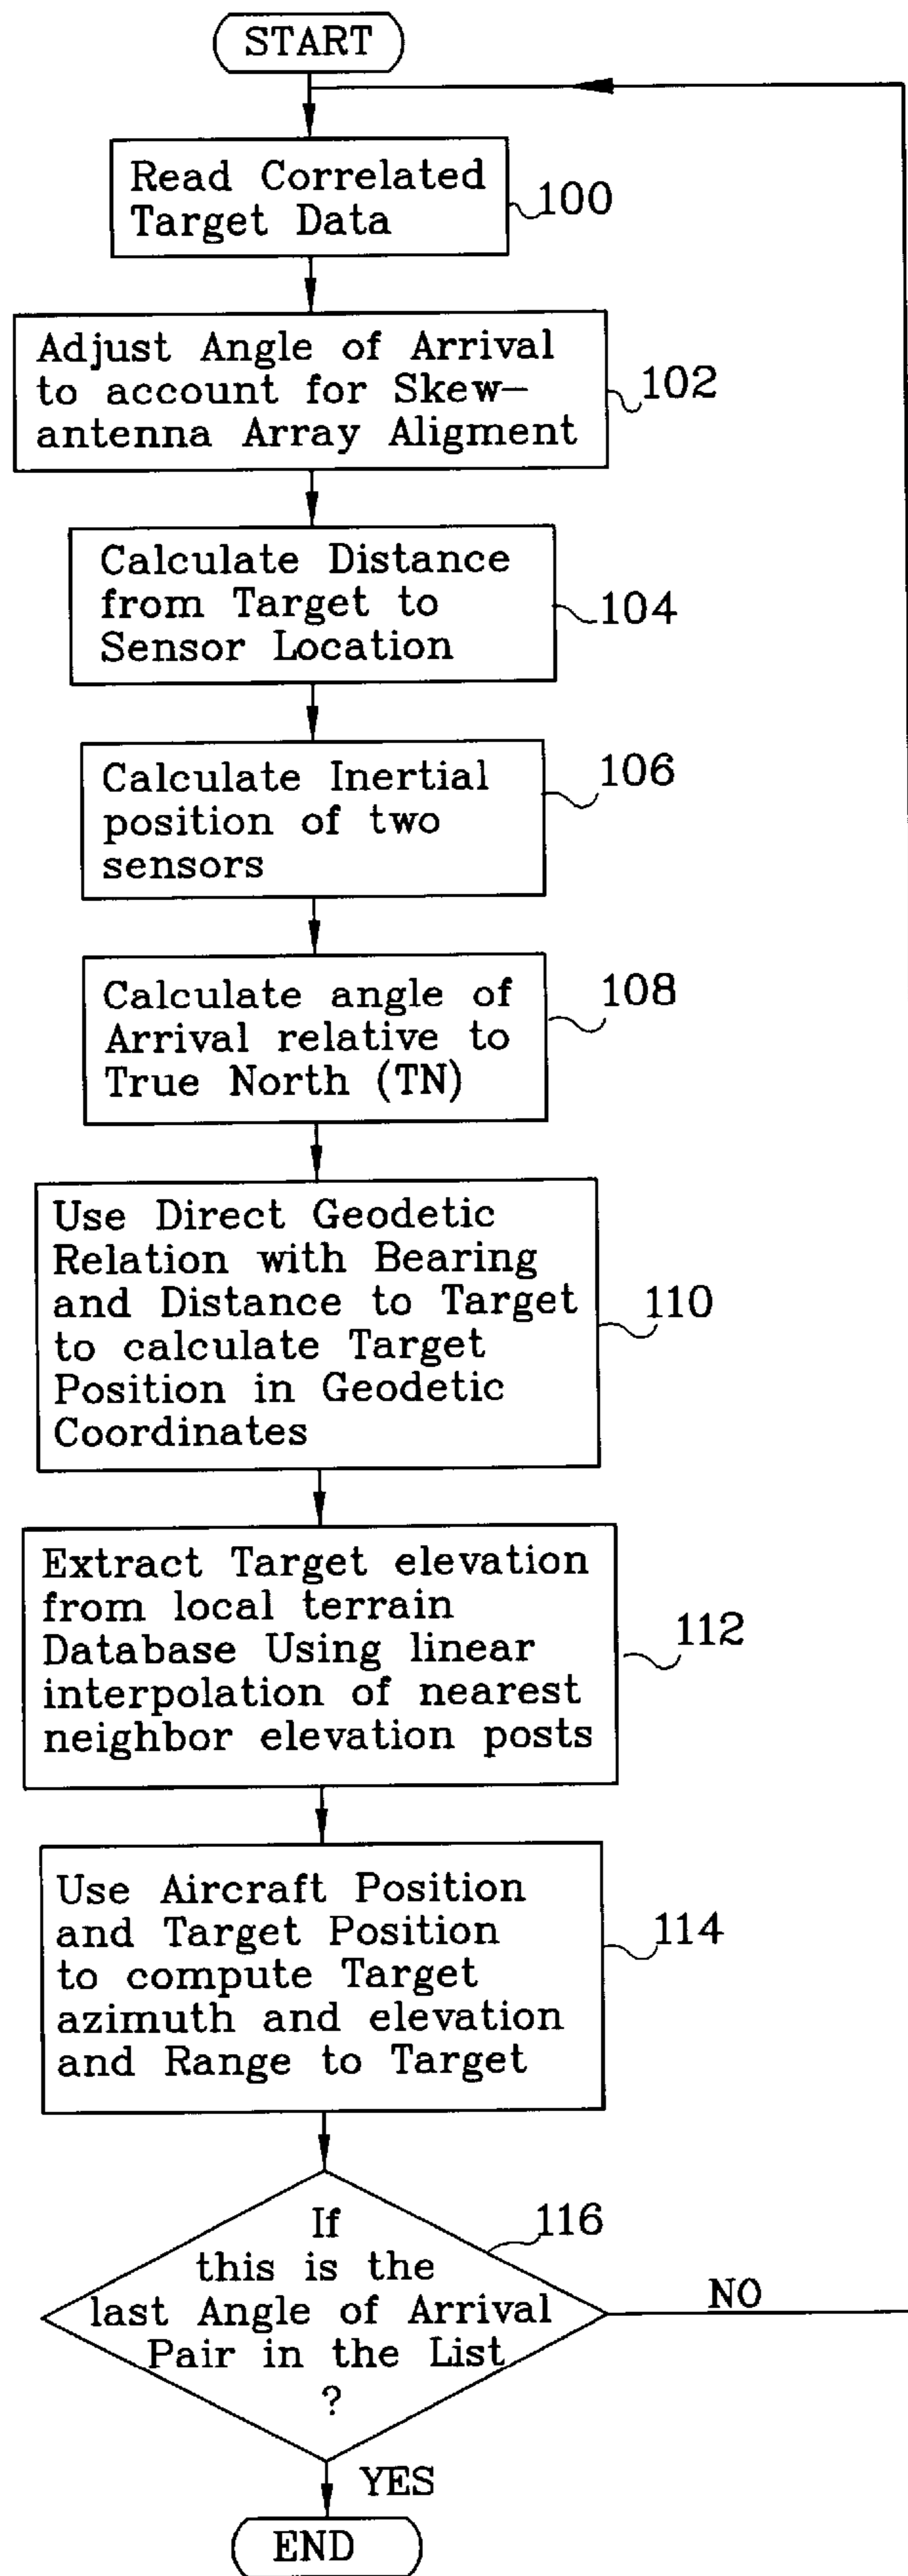 START
Read Correlated
Target Data
100
Adjust Angle of Arrival
to account for Skew-
antenna Array Aligment
102
Calculate Distance
from Target to
Sensor Location
104
Calculate Inertial
position of two
sensors
106
Calculate angle of
Arrival relative to
True North (TN)
108
Use Direct Geodetic
Relation with Bearing
and Distance to Target
to calculate Target
Position in Geodetic
Coordinates
110
Extract Target elevation
from local terrain
Database Using linear
interpolation of nearest
neighbor elevation posts
112
Use Aircraft Position
and Target Position
to compute Target
azimuth and elevation
and Range to Target
114
If
this is the
last Angle of Arrival
Pair in the List
?
116
NO
YES
END